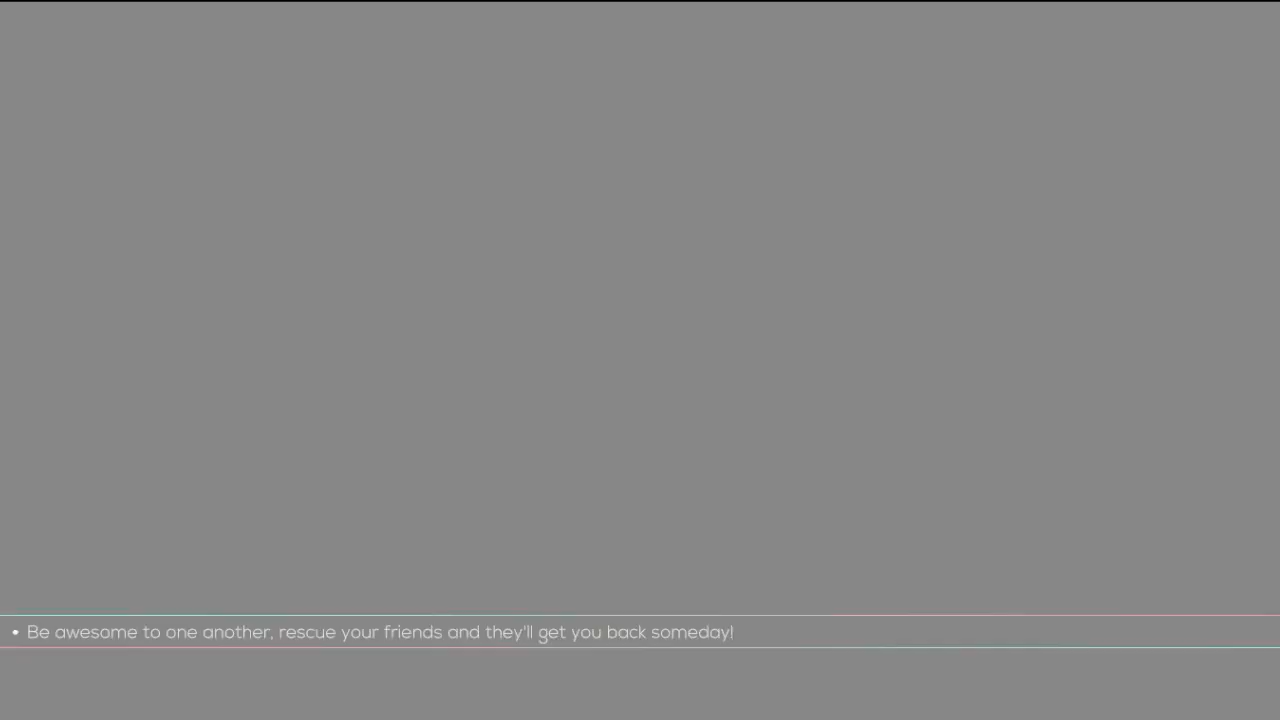 • Be awesome to one another, rescue your friends and they'll get you back someday!